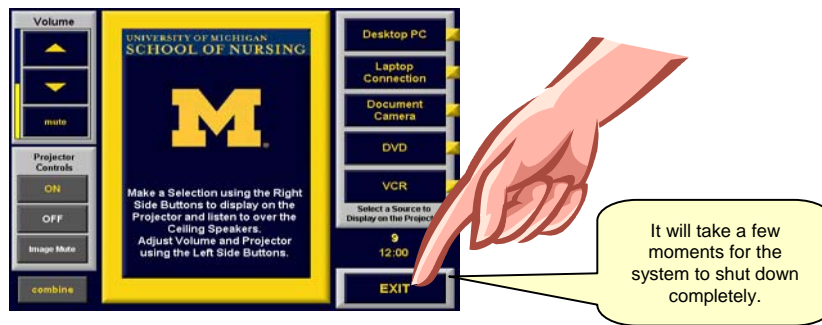 Volume
mute
Projector
Controls
ON
OFF
Image Mute
combine
UNIVERSITY OF MICHIGAN
SCHOOL OF NURSING
M
Make a Selection using the Right
Side Buttons to display on the
Projector and listen to over the
Ceiling Speakers.
Adjust Volume and Projector
using the Left Side Buttons.
Desktop PC
Laptop
Connection
Document
Camera
DVD
VCR
Select a Source to
Display on the
9
12:00
EXIT
It will take a few
moments for the
system to shut down
completely.